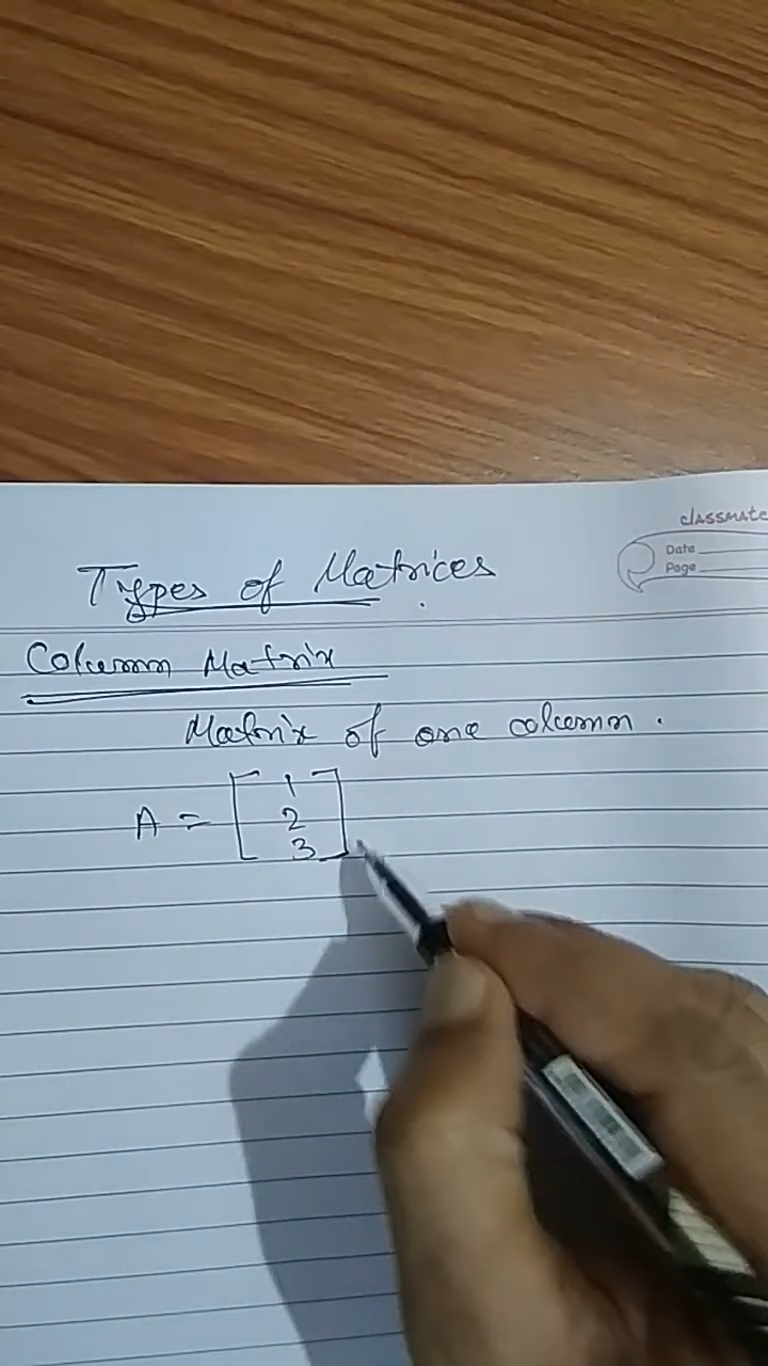 classmate
Date
Page
Types of Matrices
Column Matrix
Matrix of one column.
A = [ 1
2
3 ]